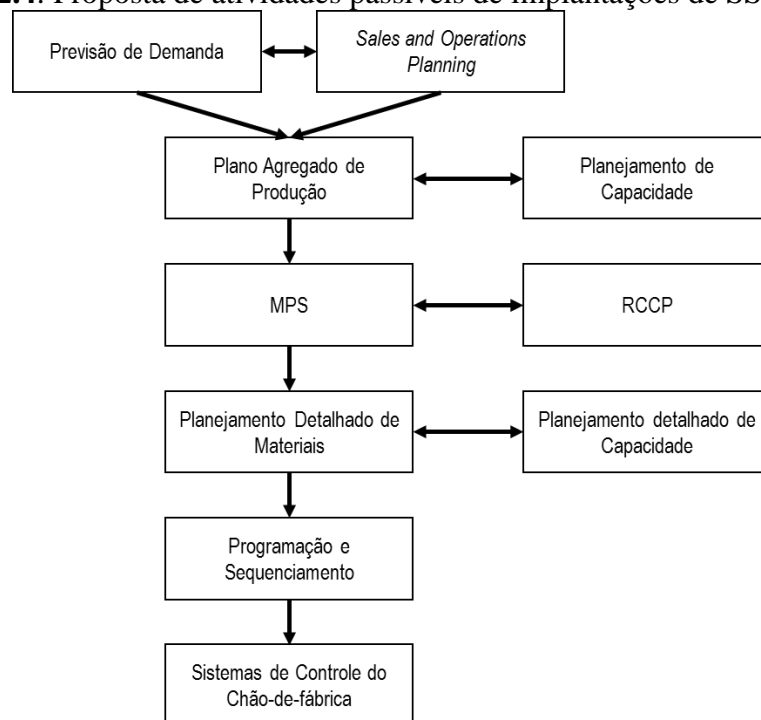 2.4. Proposta de atividades passíveis de implantações de SS
Previsão de Demanda
Sales and Operations
Planning
Plano Agregado de
Produção
Planejamento de
Capacidade
MPS
RCCP
Planejamento Detalhado de
Materiais
Planejamento detalhado de
Capacidade
Programação e
Sequenciamento
Sistemas de Controle do
Chão-de-fábrica